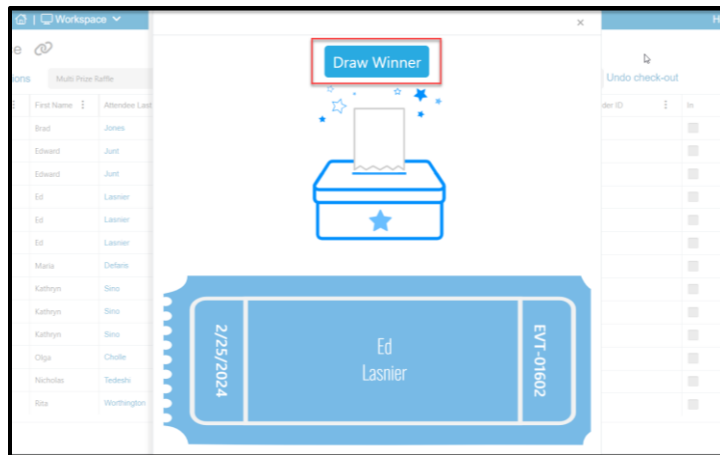 Workspace
×
H
Draw Winner
e
ions
Multi Prize Raffle
Undo check-out
First Name
Attendee Last
der ID
In
Brad
Jones
Edward
Junt
Edward
Junt
Ed
Lasnier
Ed
Lasnier
Ed
Lasnier
Maria
Defaris
Kathryn
Sino
Kathryn
Sino
Kathryn
Sino
Olga
Cholle
Nicholas
Tedeshi
Rita
Worthington
2/25/2024
Ed
Lasnier
EVT-01602